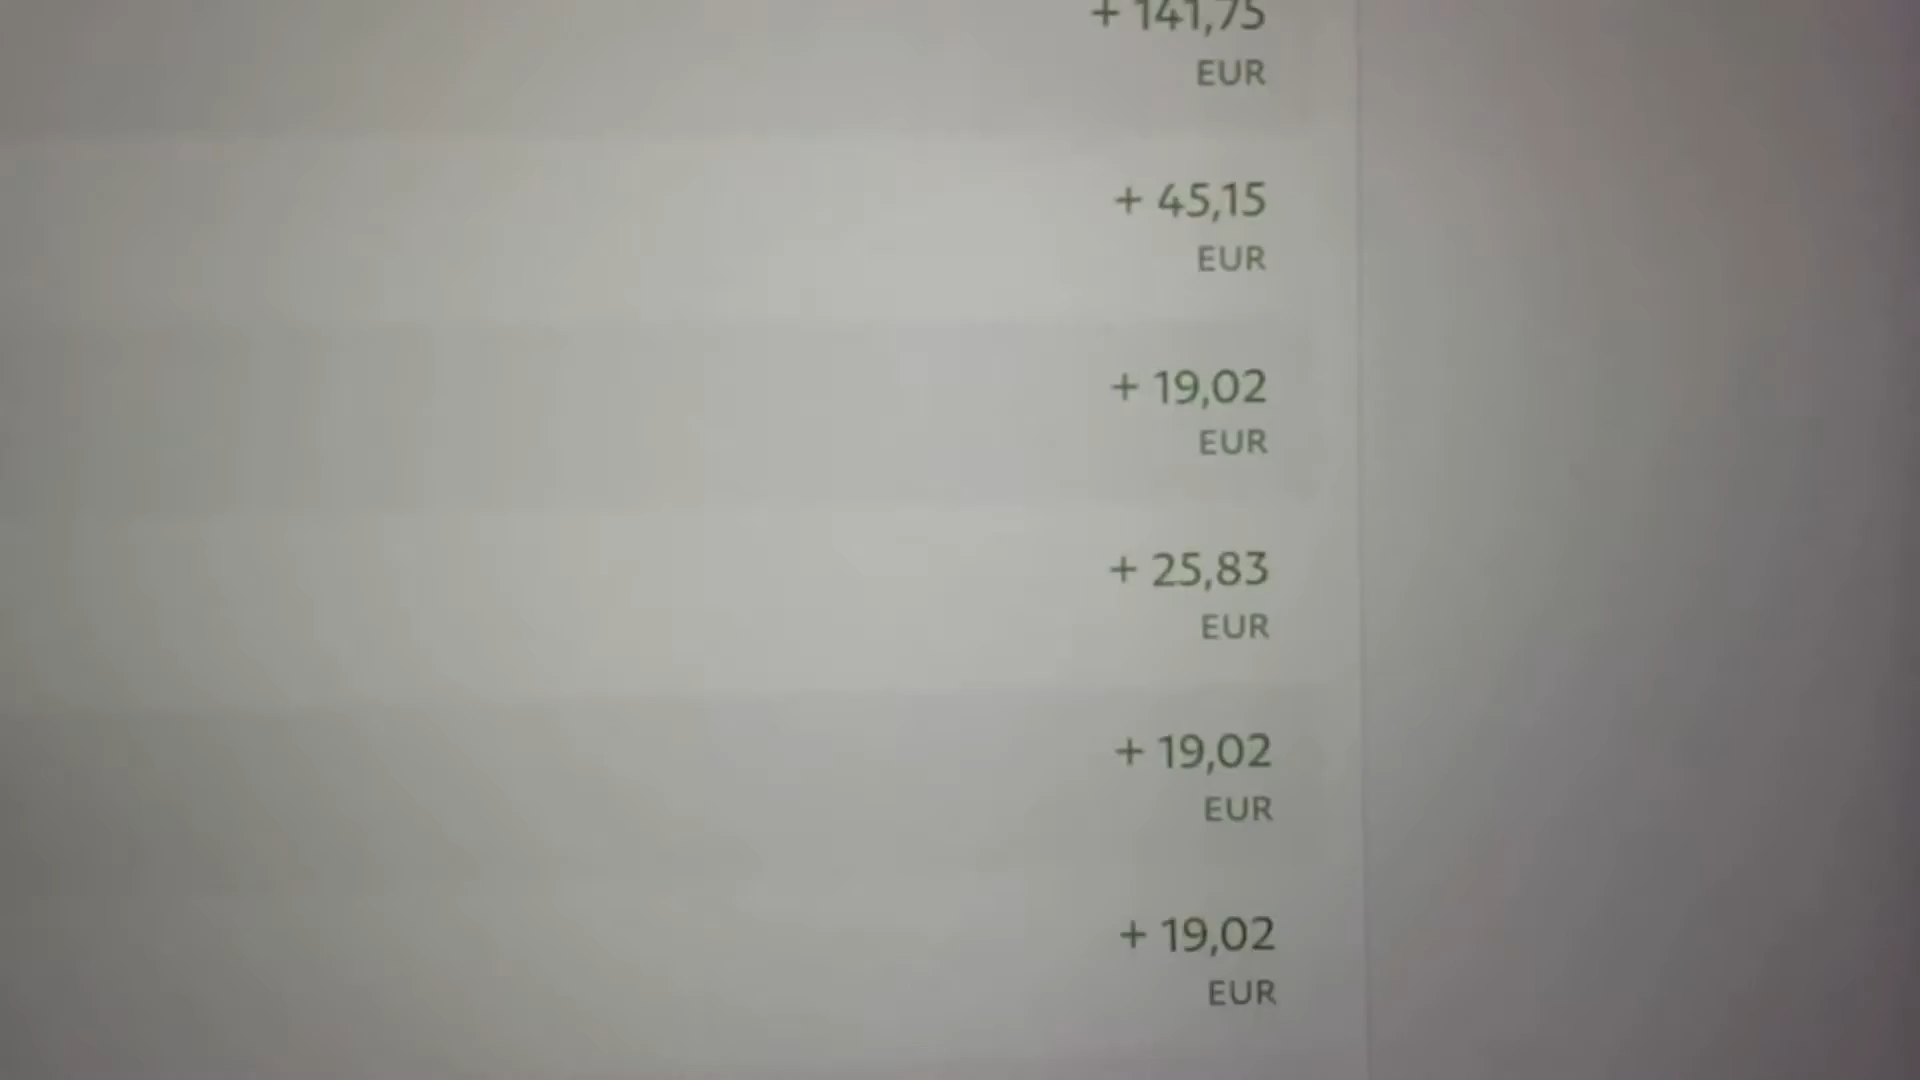 + 141,75
EUR
+ 45,15
EUR
+ 19,02
EUR
+ 25,83
EUR
+ 19,02
EUR
+ 19,02
EUR